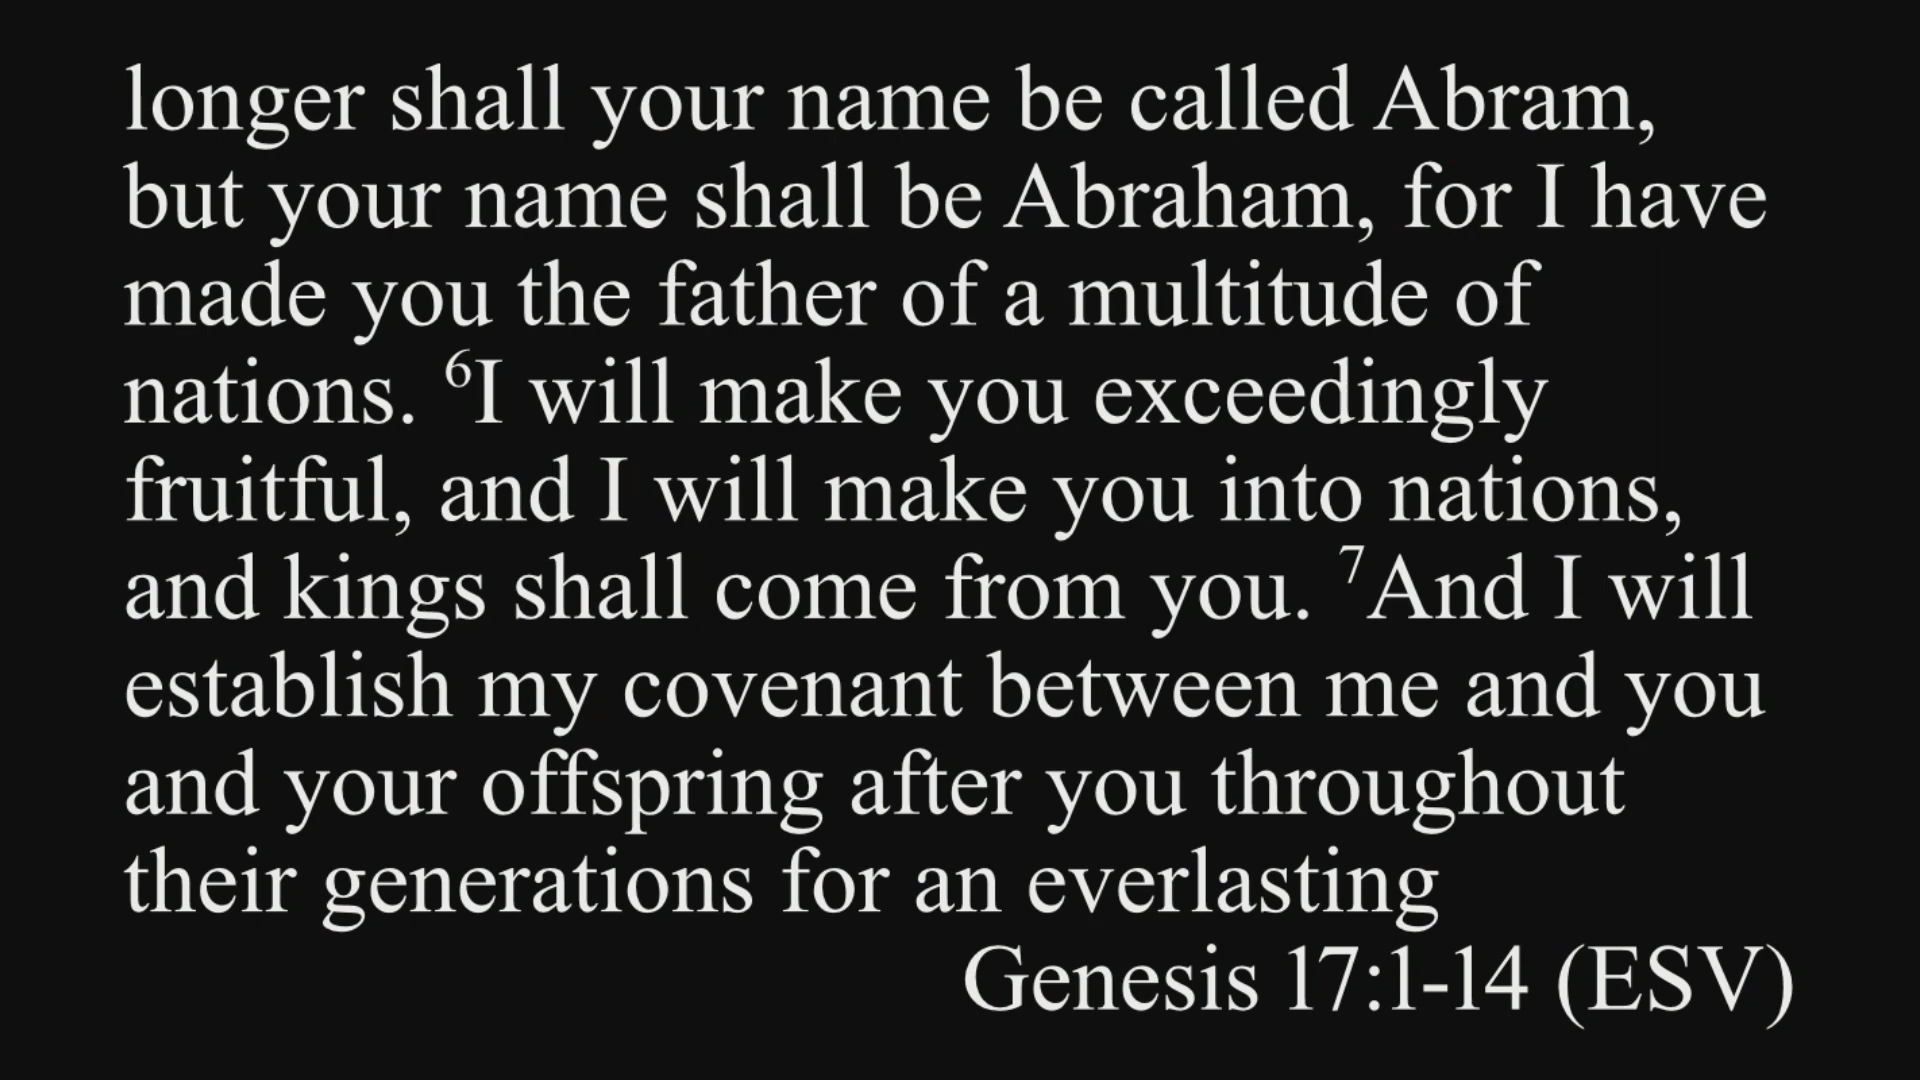 longer shall your name be called Abram,
but your name shall be Abraham, for I have
made you the father of a multitude of
nations. ⁶I will make you exceedingly
fruitful, and I will make you into nations,
and kings shall come from you. ⁷And I will
establish my covenant between me and you
and your offspring after you throughout
their generations for an everlasting
Genesis 17:1-14 (ESV)